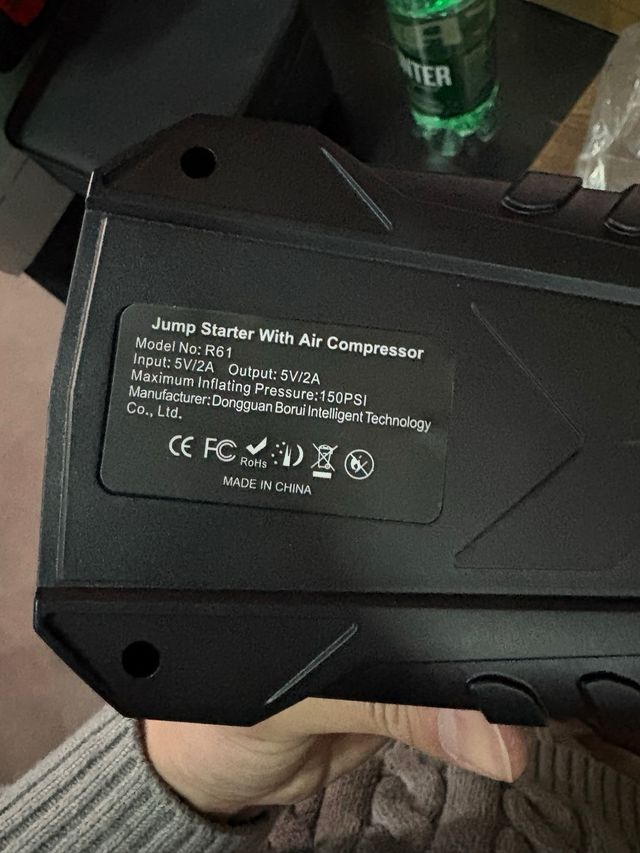 NTER
Jump Starter With Air Compressor
Model No: R61
Input: 5V/2A Output: 5V/2A
Maximum Inflating Pressure:150PSI
Manufacturer: Dongguan Borui Intelligent Technology
Co., Ltd.
CE FC RoHS
MADE IN CHINA